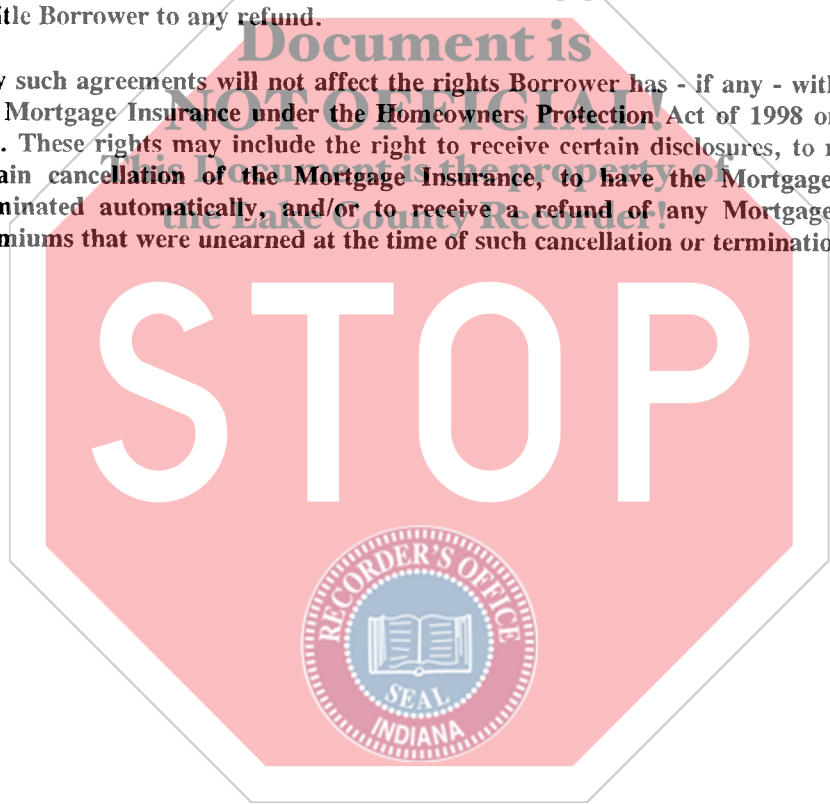 itle Borrower to any refund.
Document is
y such agreements will not affect the rights Borrower has - if any - with
NOT OFFICIAL!
Mortgage Insurance under the Homeowners Protection Act of 1998 or
. These rights may include the right to receive certain disclosures, to r
This Document is the property of
ain cancellation of the Mortgage Insurance, to have the Mortgage
minated automatically, and/or to receive a refund of any Mortgage
the Lake County Recorder!
miums that were unearned at the time of such cancellation or terminatio
STOP
RECORDER'S OFFICE
SEAL
INDIANA